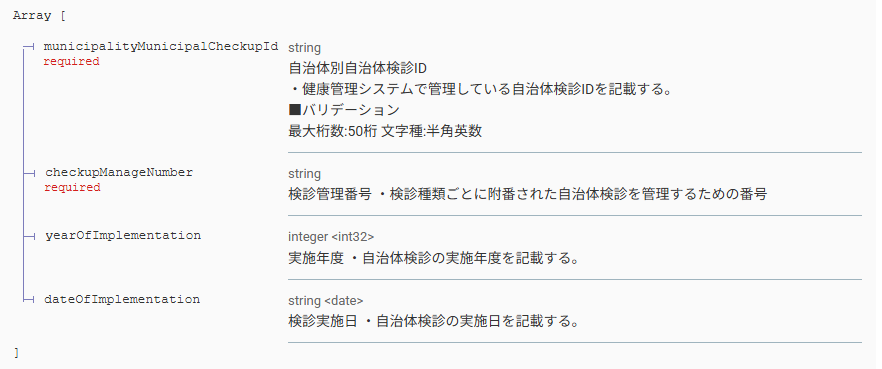 Array [
municipalityMunicipalCheckupId string
required
自治体別自治体検診ID
・健康管理システムで管理している自治体検診IDを記載する。
■バリデーション
最大桁数:50桁 文字種:半角英数
checkupManageNumber string
required
検診管理番号 ・検診種類ごとに附番された自治体検診を管理するための番号
yearOfImplementation integer <int32>
実施年度 ・自治体検診の実施年度を記載する。
dateOfImplementation string <date>
検診実施日 ・自治体検診の実施日を記載する。
]